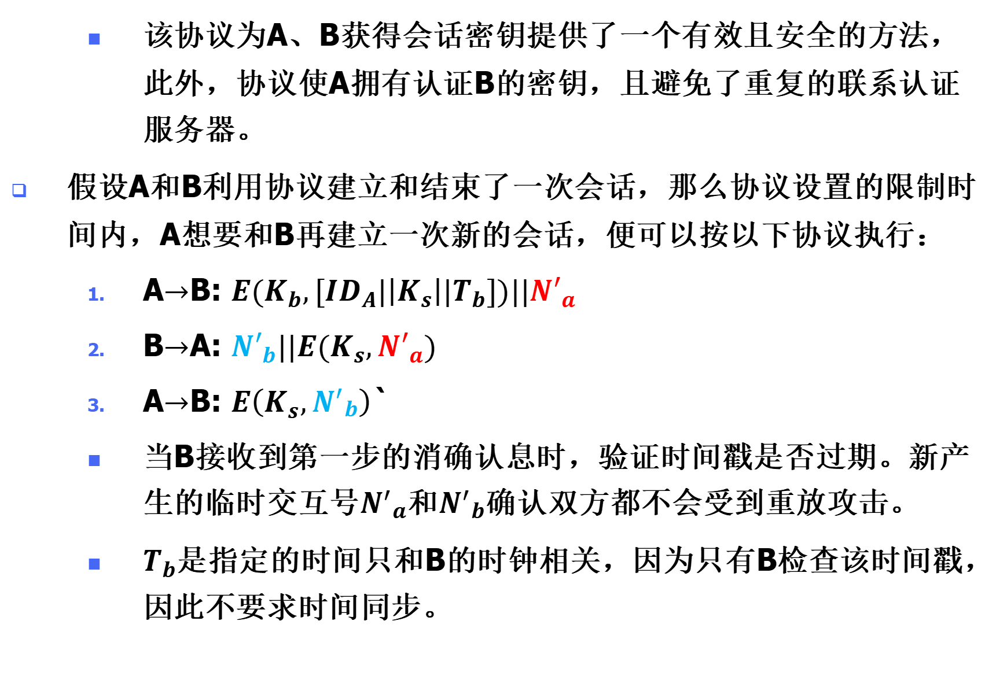 ■ 该协议为A、B获得会话密钥提供了一个有效且安全的方法，
此外，协议使A拥有认证B的密钥，且避免了重复的联系认证
服务器。
❑ 假设A和B利用协议建立和结束了一次会话，那么协议设置的限制时
间内，A想要和B再建立一次新的会话，便可以按以下协议执行：
1. A→B: E(K_b, [ID_A||K_s||T_b])||N'_a
2. B→A: N'_b||E(K_s, N'_a)
3. A→B: E(K_s, N'_b)`
■ 当B接收到第一步的消确认息时，验证时间戳是否过期。新产
生的临时交互号N'_a和N'_b确认双方都不会受到重放攻击。
■ T_b是指定的时间只和B的时钟相关，因为只有B检查该时间戳，
因此不要求时间同步。